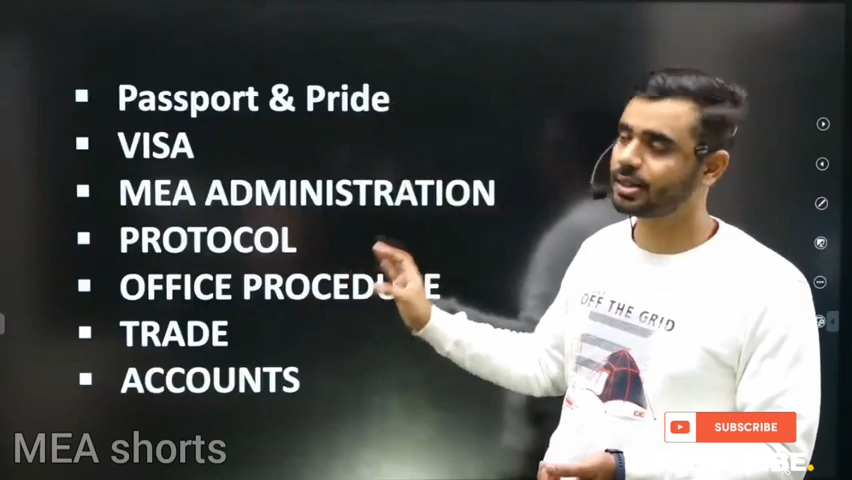 Passport & Pride
VISA
MEA ADMINISTRATION
PROTOCOL
OFFICE PROCEDURE
TRADE
ACCOUNTS
OFF THE GRID
SUBSCRIBE
MEA shorts